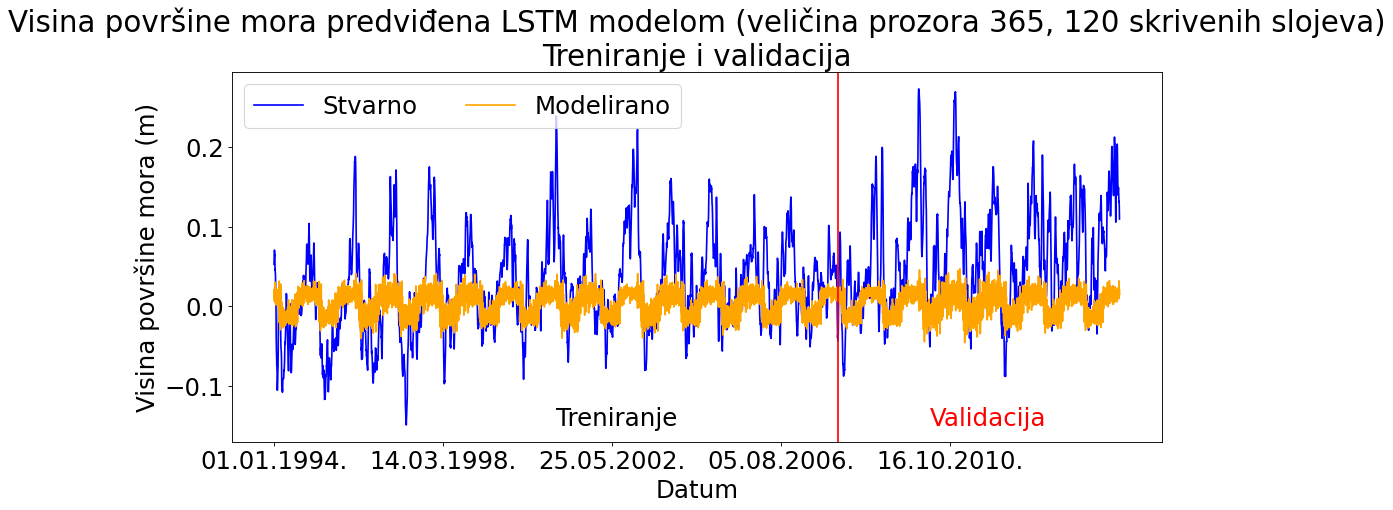 Visina površine mora predviđena LSTM modelom (veličina prozora 365, 120 skrivenih slojeva)
Treniranje i validacija
Stvarno
Modelirano
Visina površine mora (m)
0.2
0.1
0.0
−0.1
Treniranje
Validacija
01.01.1994.
14.03.1998.
25.05.2002.
05.08.2006.
16.10.2010.
Datum